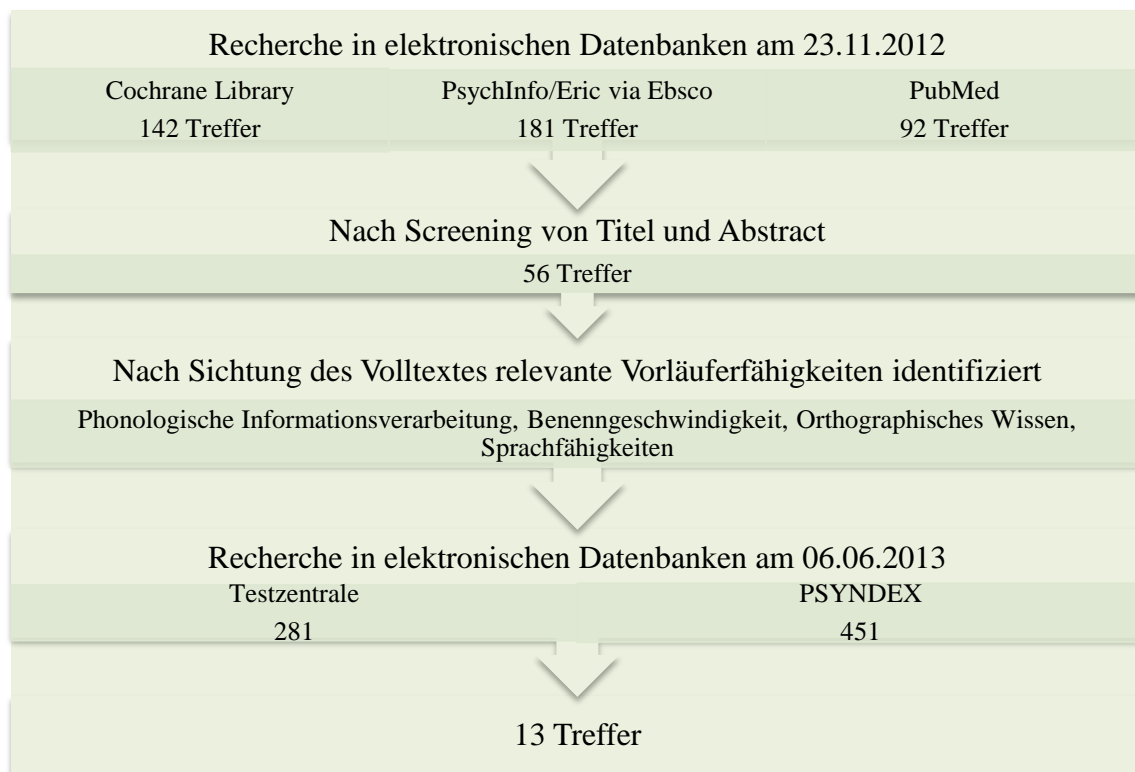 Recherche in elektronischen Datenbanken am 23.11.2012
Cochrane Library
142 Treffer
PsychInfo/Eric via Ebsco
181 Treffer
PubMed
92 Treffer
Nach Screening von Titel und Abstract
56 Treffer
Nach Sichtung des Volltextes relevante Vorläuferfähigkeiten identifiziert
Phonologische Informationsverarbeitung, Benenngeschwindigkeit, Orthographisches Wissen,
Sprachfähigkeiten
Recherche in elektronischen Datenbanken am 06.06.2013
Testzentrale
281
PSYNDEX
451
13 Treffer